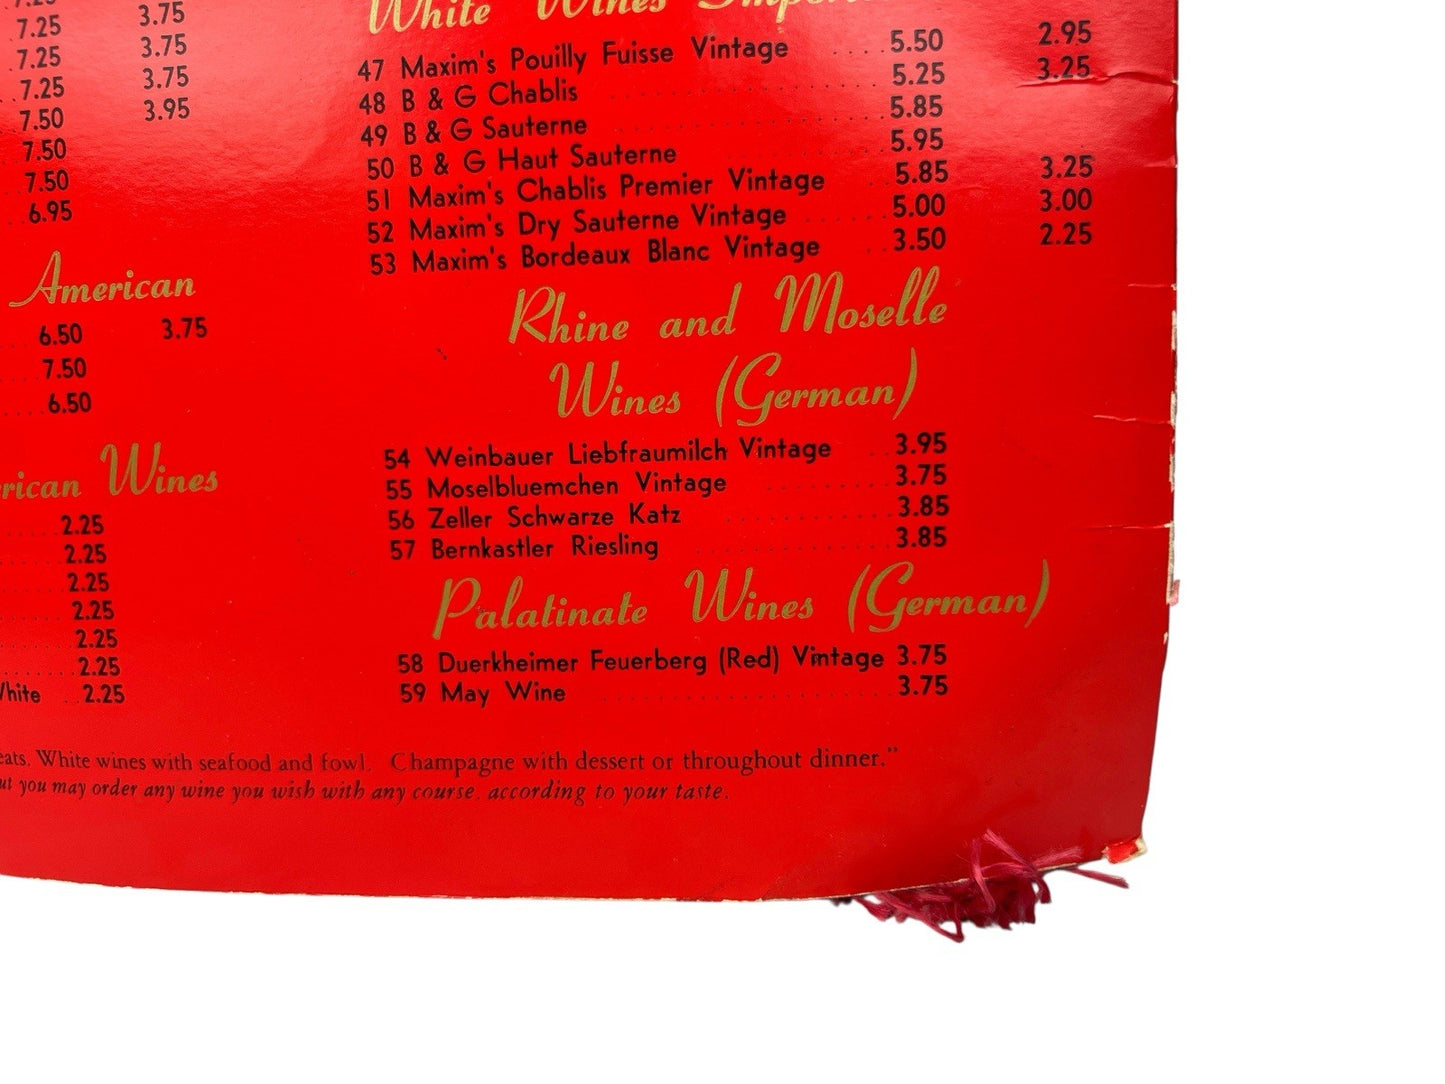 7.25
7.25 3.75
7.25 3.75
7.25 3.75
7.50 3.95
7.50
7.50
6.95
American
6.50 3.75
7.50
6.50
Wines
2.25
2.25
2.25
2.25
2.25
2.25
White 2.25
White Wines
47 Maxim's Pouilly Fuisse Vintage .... 5.50 2.95
48 B & G Chablis 5.25 3.25
49 B & G Sauterne 5.85
50 B & G Haut Sauterne 5.95
51 Maxim's Chablis Premier Vintage 5.85 3.25
52 Maxim's Dry Sauterne Vintage 5.00 3.00
53 Maxim's Bordeaux Blanc Vintage 3.50 2.25
Rhine and Moselle
Wines (German)
54 Weinbauer Liebfraumilch Vintage 3.95
55 Moselbluemchen Vintage 3.75
56 Zeller Schwarze Katz 3.85
57 Bernkastler Riesling 3.85
Palatinate Wines (German)
58 Duerkheimer Feuerberg (Red) Vintage 3.75
59 May Wine 3.75
White wines with seafood and fowl. Champagne with dessert or throughout dinner."
you may order any wine you wish with any course, according to your taste.